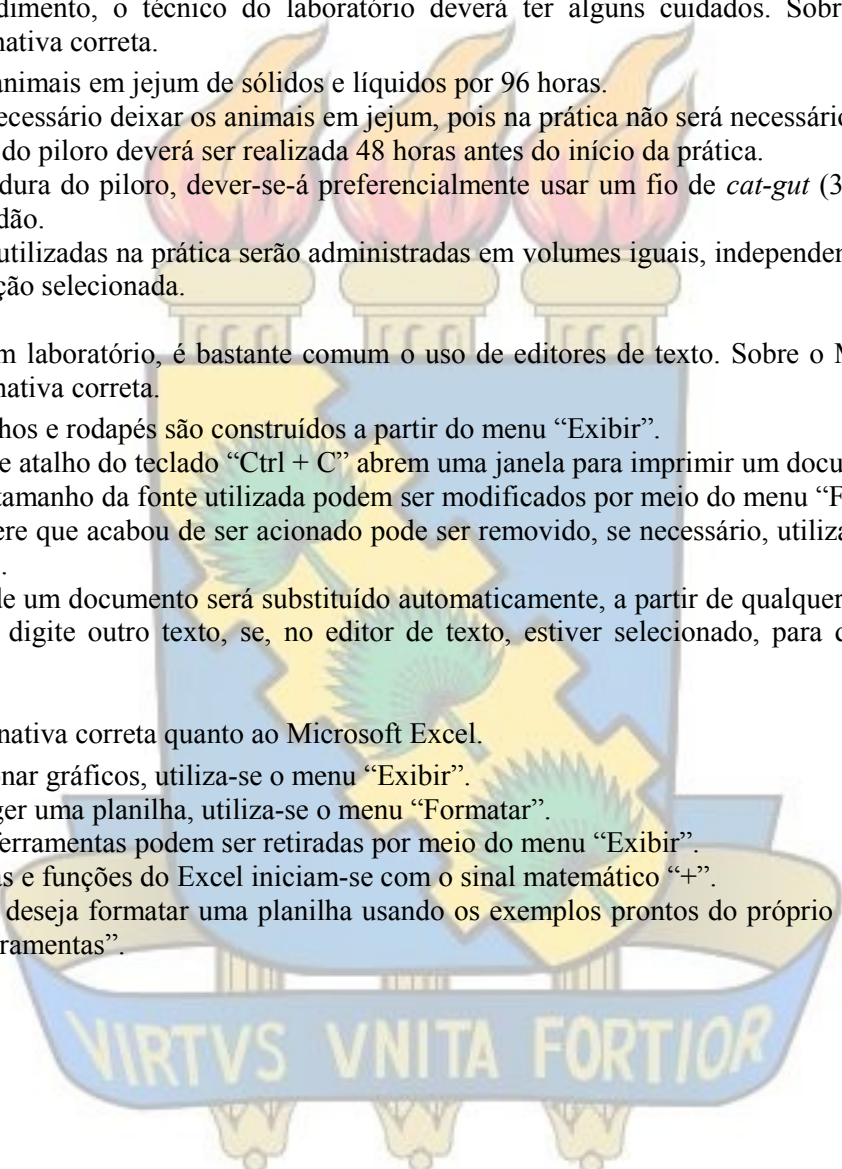 dimento, o técnico do laboratório deverá ter alguns cuidados. Sobr
nativa correta.
animais em jejum de sólidos e líquidos por 96 horas.
ecessário deixar os animais em jejum, pois na prática não será necessário
do piloro deverá ser realizada 48 horas antes do início da prática.
dura do piloro, dever-se-á preferencialmente usar um fio de cat-gut (3
dão.
utilizadas na prática serão administradas em volumes iguais, independen
ção selecionada.
m laboratório, é bastante comum o uso de editores de texto. Sobre o M
nativa correta.
hos e rodapés são construídos a partir do menu “Exibir”.
e atalho do teclado “Ctrl + C” abrem uma janela para imprimir um docu
tamanho da fonte utilizada podem ser modificados por meio do menu “F
ere que acabou de ser acionado pode ser removido, se necessário, utiliza
.
de um documento será substituído automaticamente, a partir de qualquer
digite outro texto, se, no editor de texto, estiver selecionado, para d
nativa correta quanto ao Microsoft Excel.
onar gráficos, utiliza-se o menu “Exibir”.
ger uma planilha, utiliza-se o menu “Formatar”.
ferramentas podem ser retiradas por meio do menu “Exibir”.
as e funções do Excel iniciam-se com o sinal matemático “+”.
deseja formatar uma planilha usando os exemplos prontos do próprio
rramentas”.
VIRTVS VNITA FORTIOR